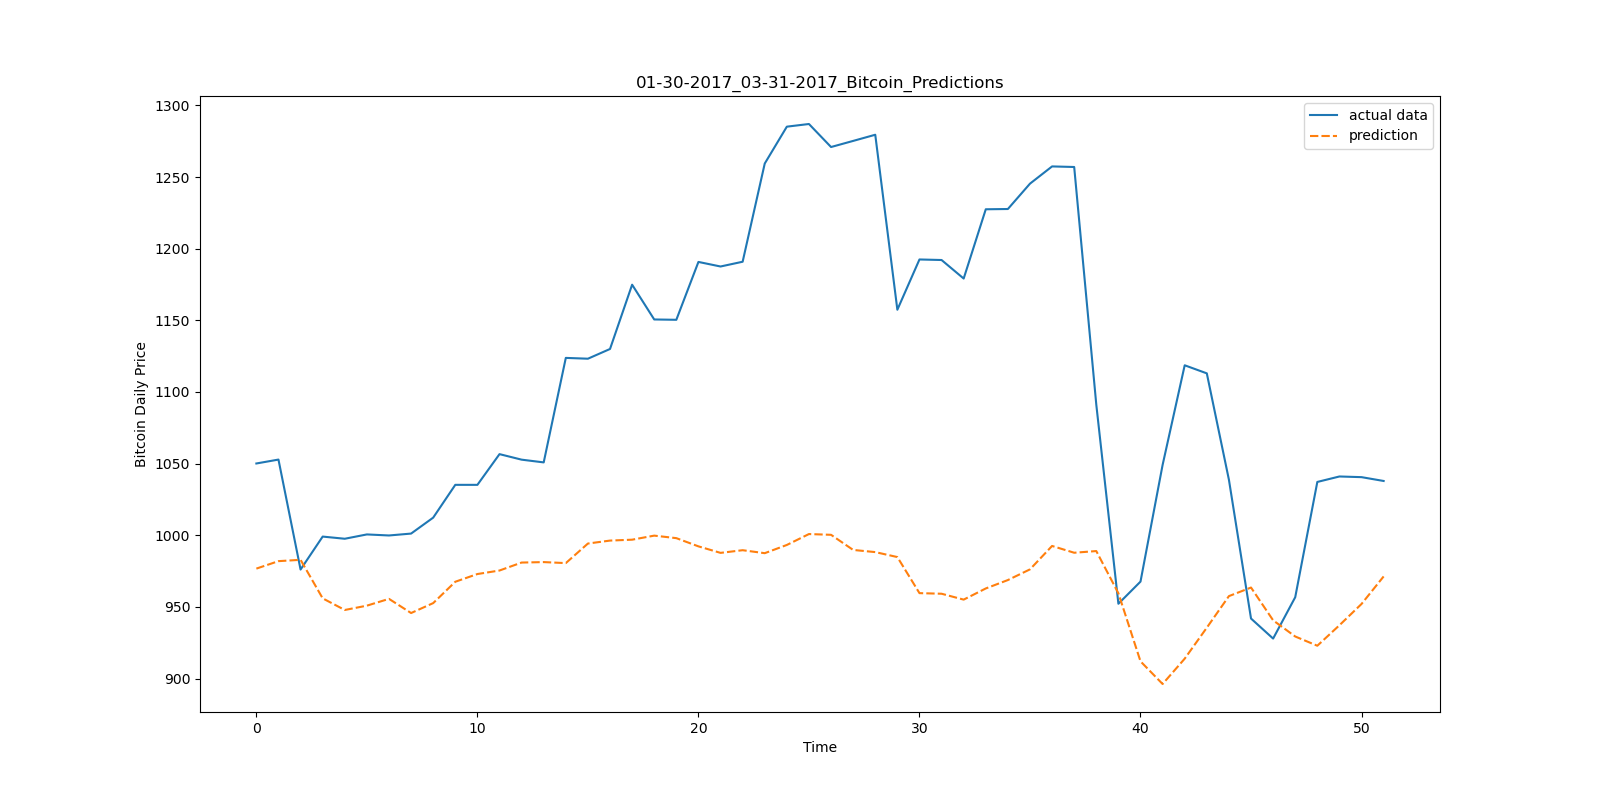 01-30-2017_03-31-2017_Bitcoin_Predictions
actual data
prediction
Bitcoin Daily Price
1300
1250
1200
1150
1100
1050
1000
950
900
0 10 20 30 40 50
Time